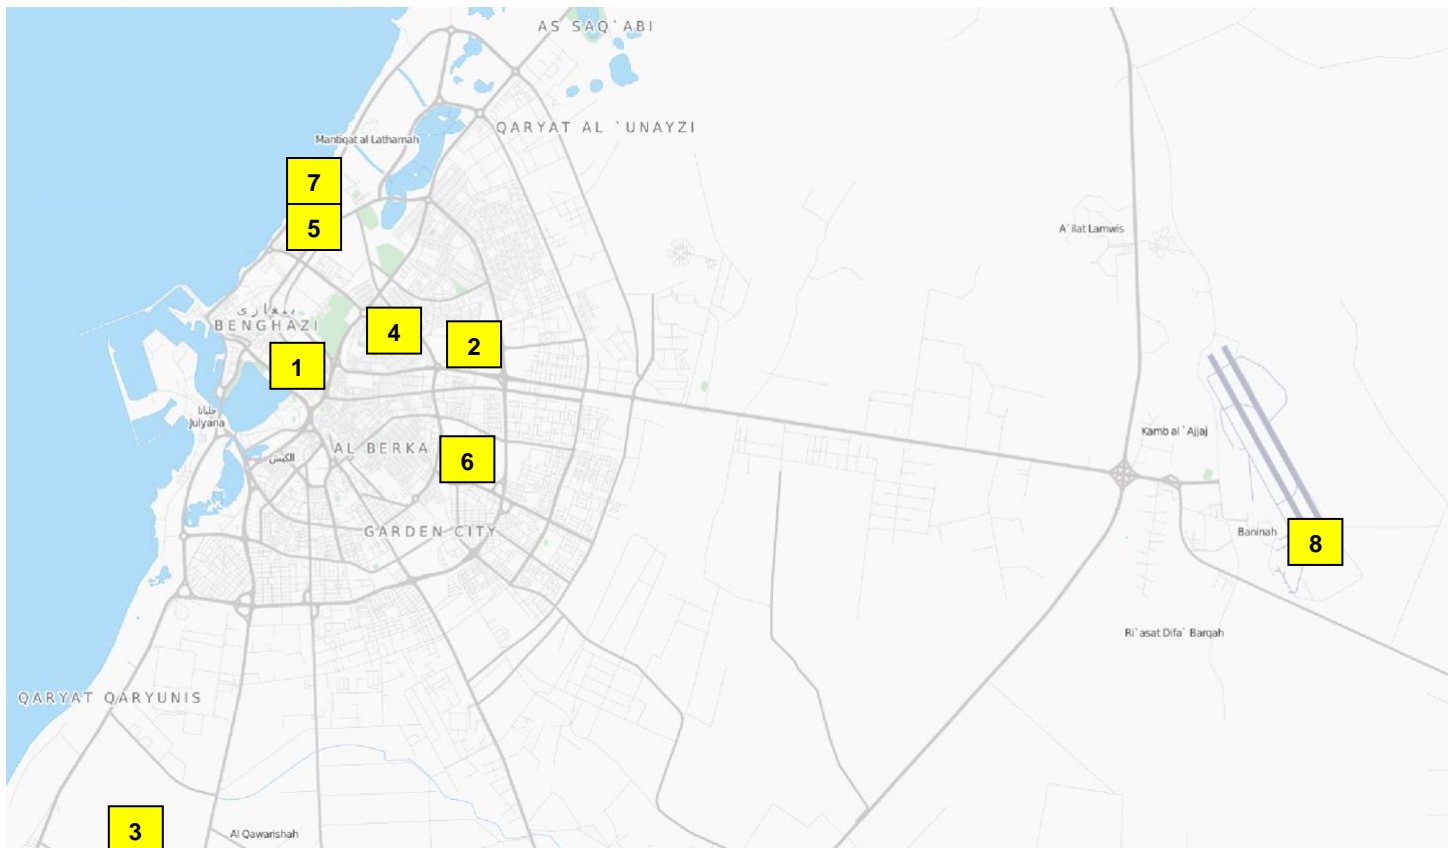 AS SAQ`ABI
QARYAT AL `UNAYZI
Mantiqat al Lathamah
7
5
A`ilat Lamwis
بنغازي
BENGHAZI
4
2
1
جليانا
Julyana
Kamb al `Ajjaj
AL BERKA
الكيش
6
GARDEN CITY
Baninah
8
Ri`asat Difa` Barqah
QARYAT QARYUNIS
3
Al Qawarishah